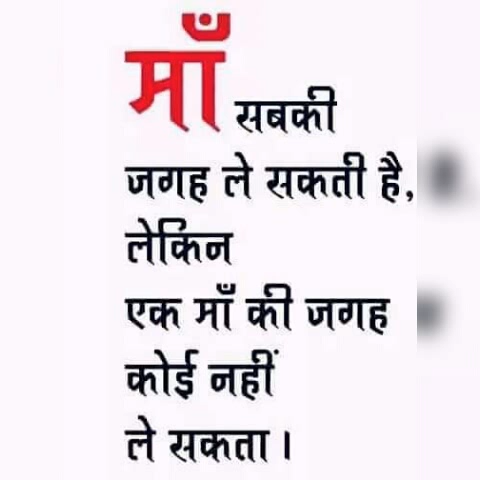 माँ सबकी
जगह ले सकती है,
लेकिन
एक माँ की जगह
कोई नहीं
ले सकता।